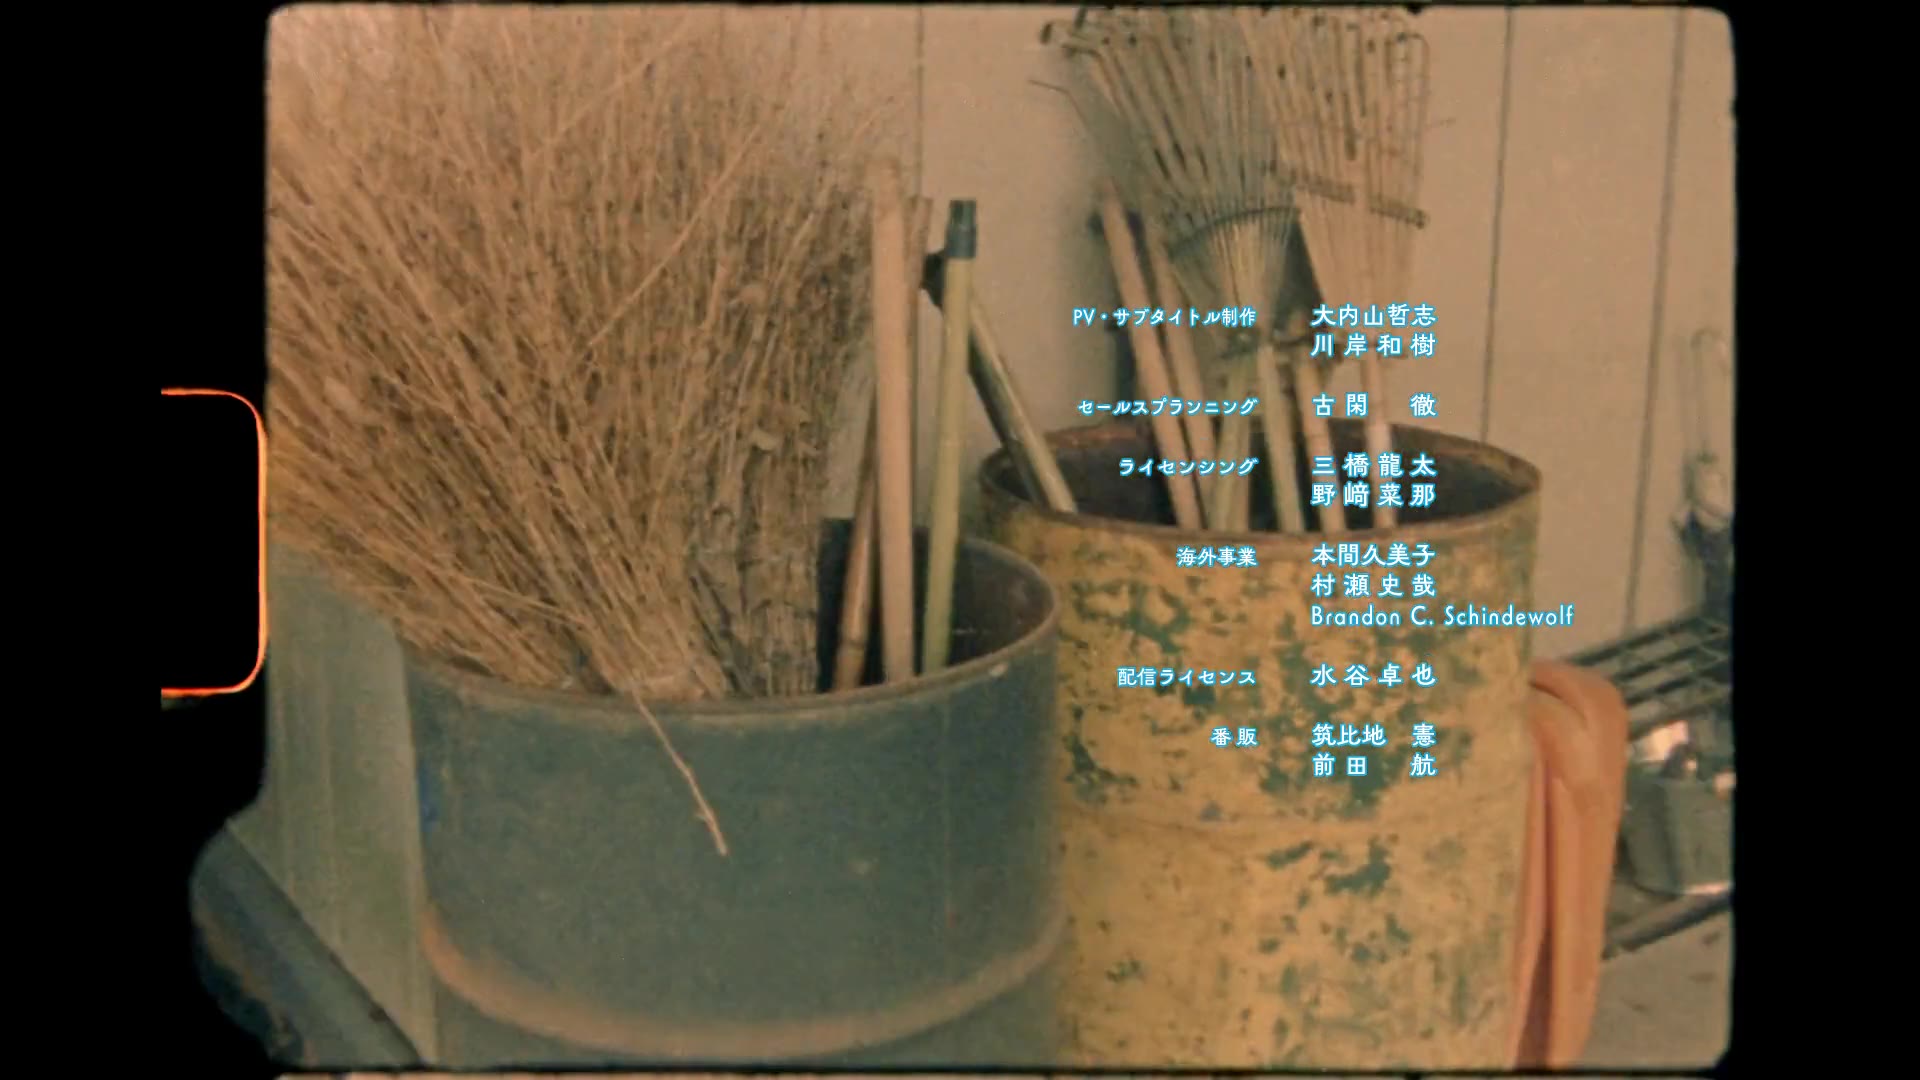 PV・サブタイトル制作 大内山哲志
川岸和樹
セールスプランニング 古閑 徹
ライセンシング 三橋龍太
野﨑菜那
海外事業 本間久美子
村瀬史哉
Brandon C. Schindewolf
配信ライセンス 水谷卓也
番販 筑比地 憲
前田 航